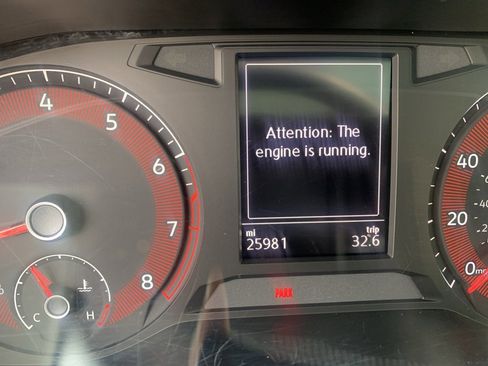 4
5
6
7
8
C H
Attention: The
engine is running.
mi trip
25981 32.6
PARK
40
20
0